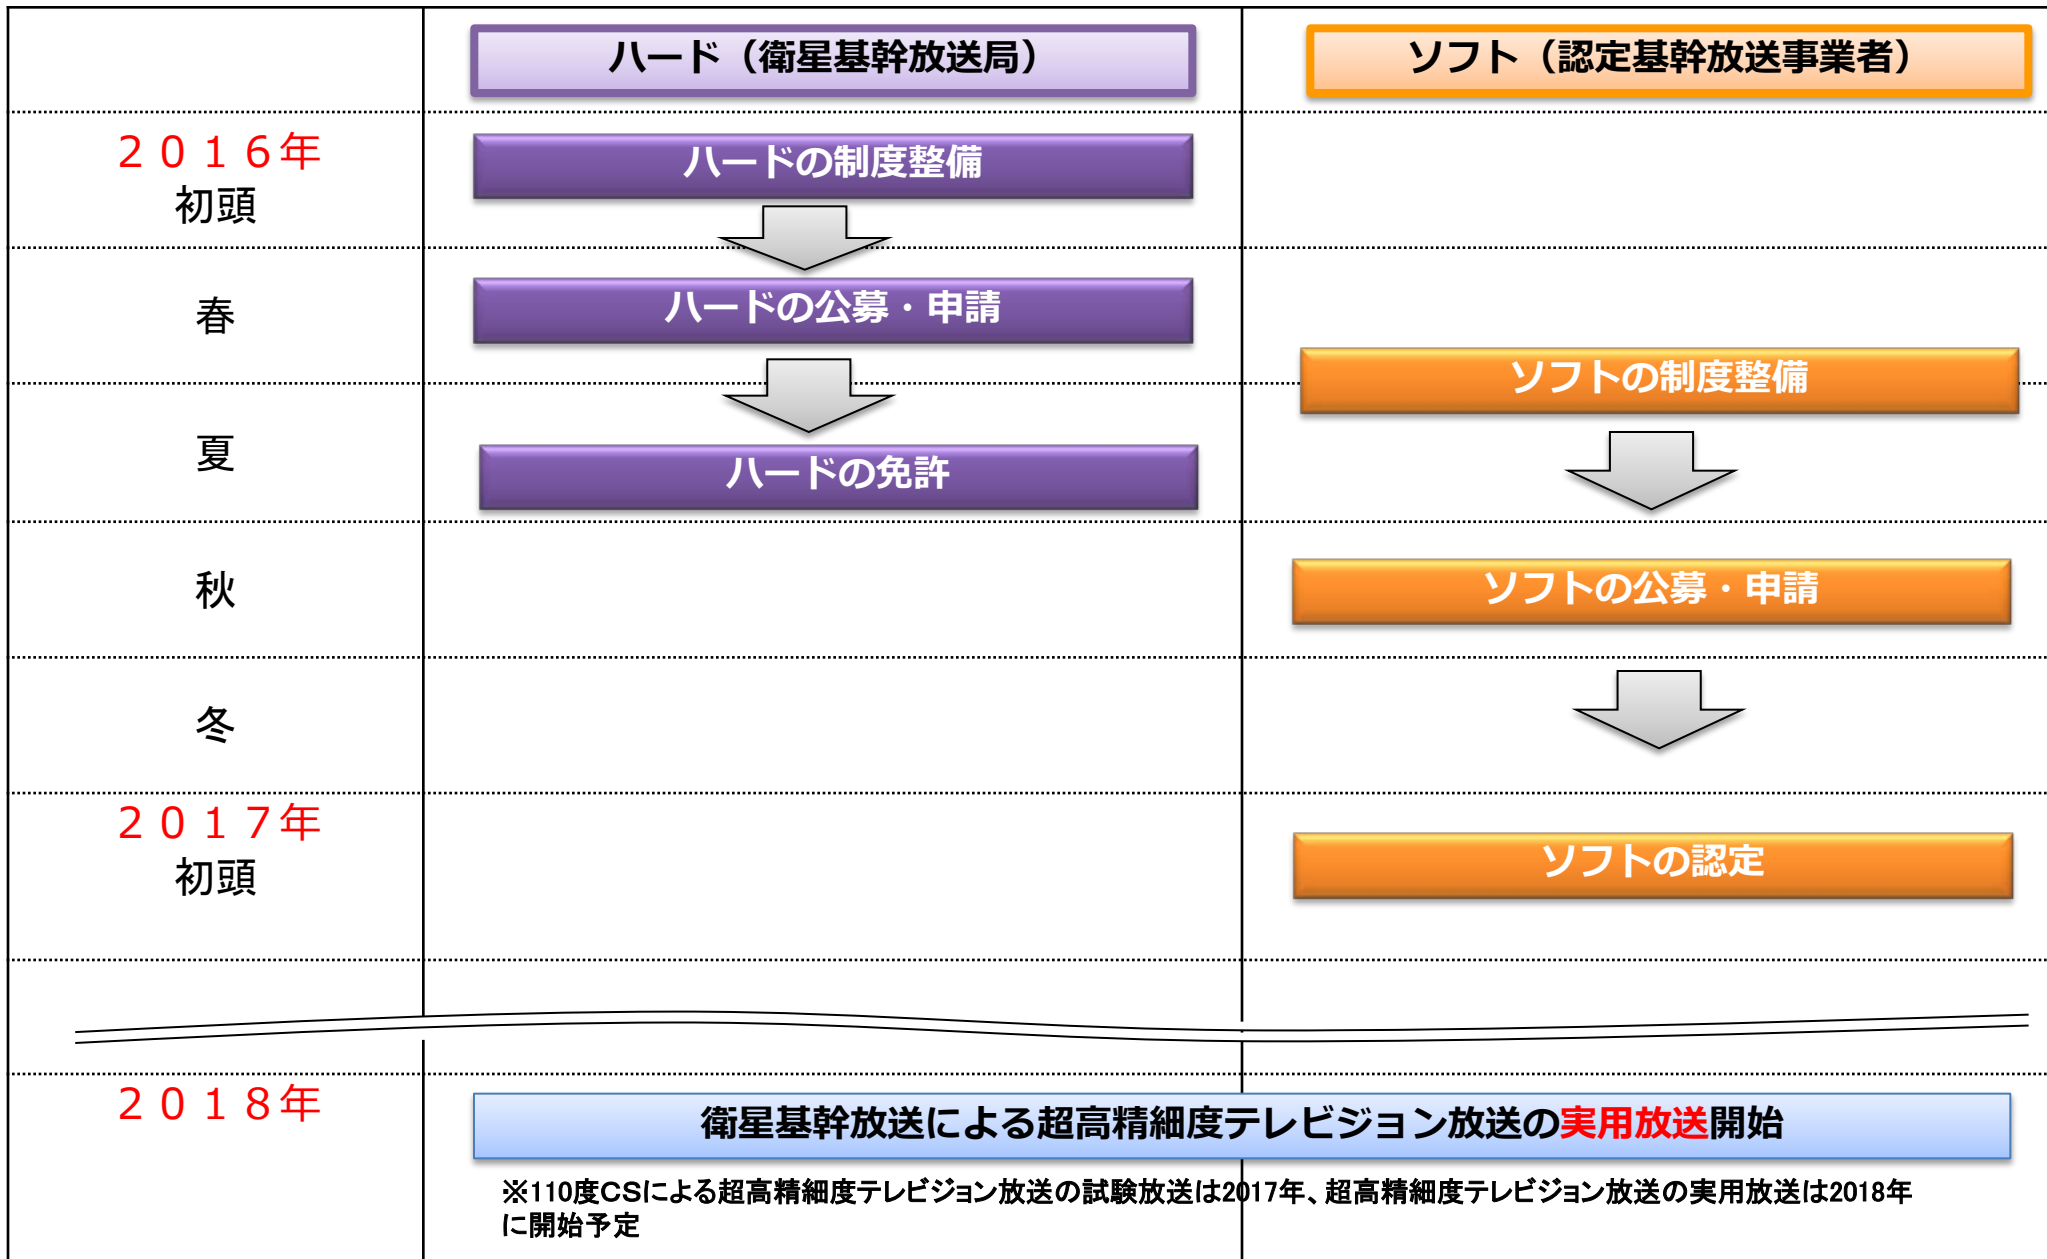 ハード（衛星基幹放送局）
ソフト（認定基幹放送事業者）
２０１６年
初頭
ハードの制度整備
春
ハードの公募・申請
ソフトの制度整備
夏
ハードの免許
秋
ソフトの公募・申請
冬
２０１７年
初頭
ソフトの認定
２０１８年
衛星基幹放送による超高精細度テレビジョン放送の実用放送開始
※110度ＣＳによる超高精細度テレビジョン放送の試験放送は2017年、超高精細度テレビジョン放送の実用放送は2018年
に開始予定